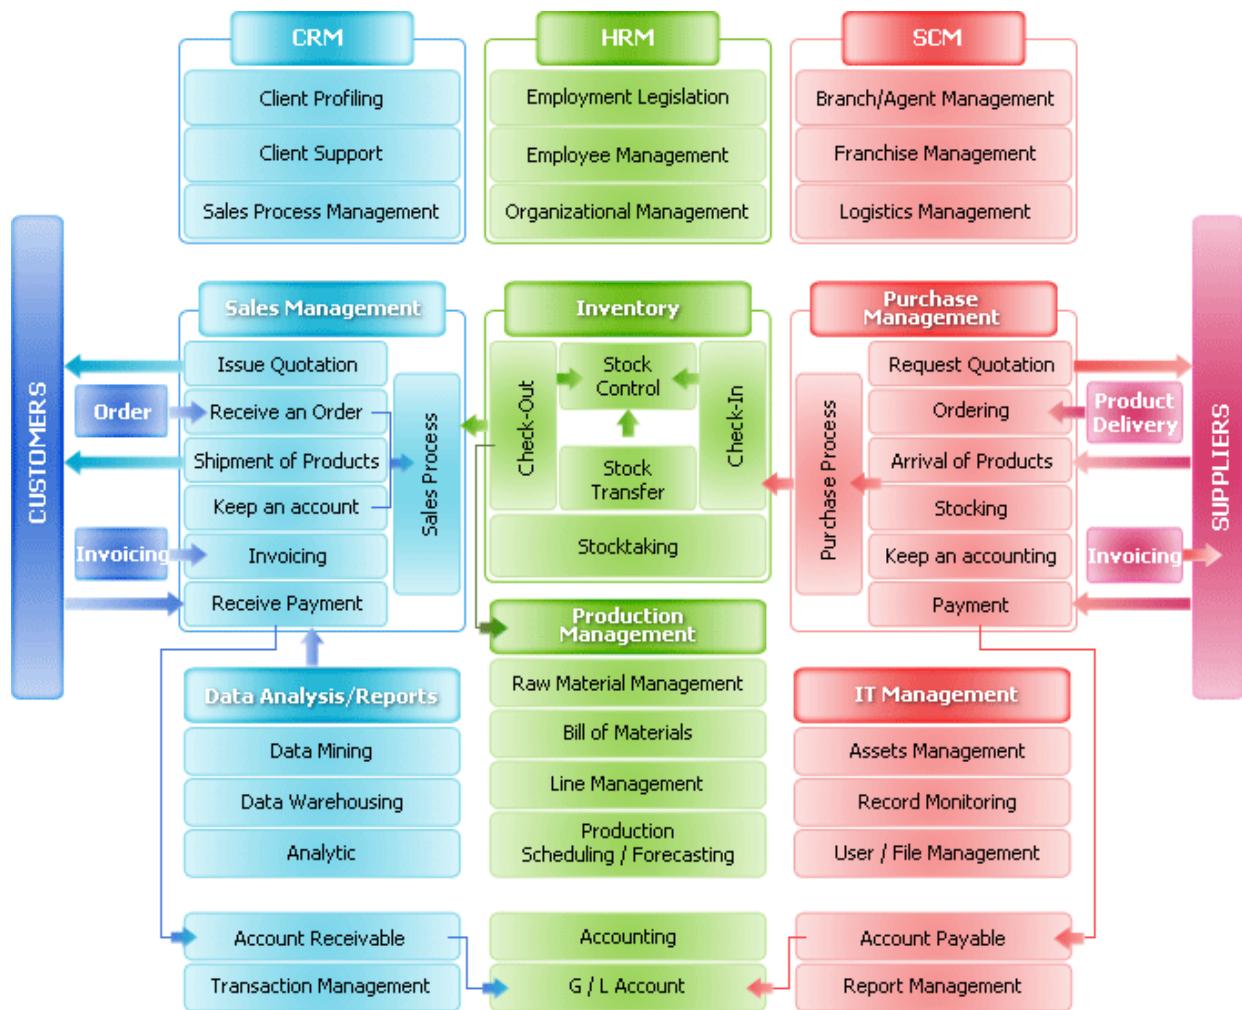 CRM
Client Profiling
Client Support
Sales Process Management
HRM
Employment Legislation
Employee Management
Organizational Management
SCM
Branch/Agent Management
Franchise Management
Logistics Management
CUSTOMERS
Order
Invoicing
Sales Management
Issue Quotation
Receive an Order
Shipment of Products
Keep an account
Invoicing
Receive Payment
Sales Process
Inventory
Check-Out
Stock
Control
Stock
Transfer
Check-In
Stocktaking
Purchase
Management
Purchase Process
Request Quotation
Ordering
Arrival of Products
Stocking
Keep an accounting
Payment
Product
Delivery
Invoicing
SUPPLIERS
Data Analysis/Reports
Data Mining
Data Warehousing
Analytic
Production
Management
Raw Material Management
Bill of Materials
Line Management
Production
Scheduling / Forecasting
IT Management
Assets Management
Record Monitoring
User / File Management
Account Receivable
Transaction Management
Accounting
G / L Account
Account Payable
Report Management